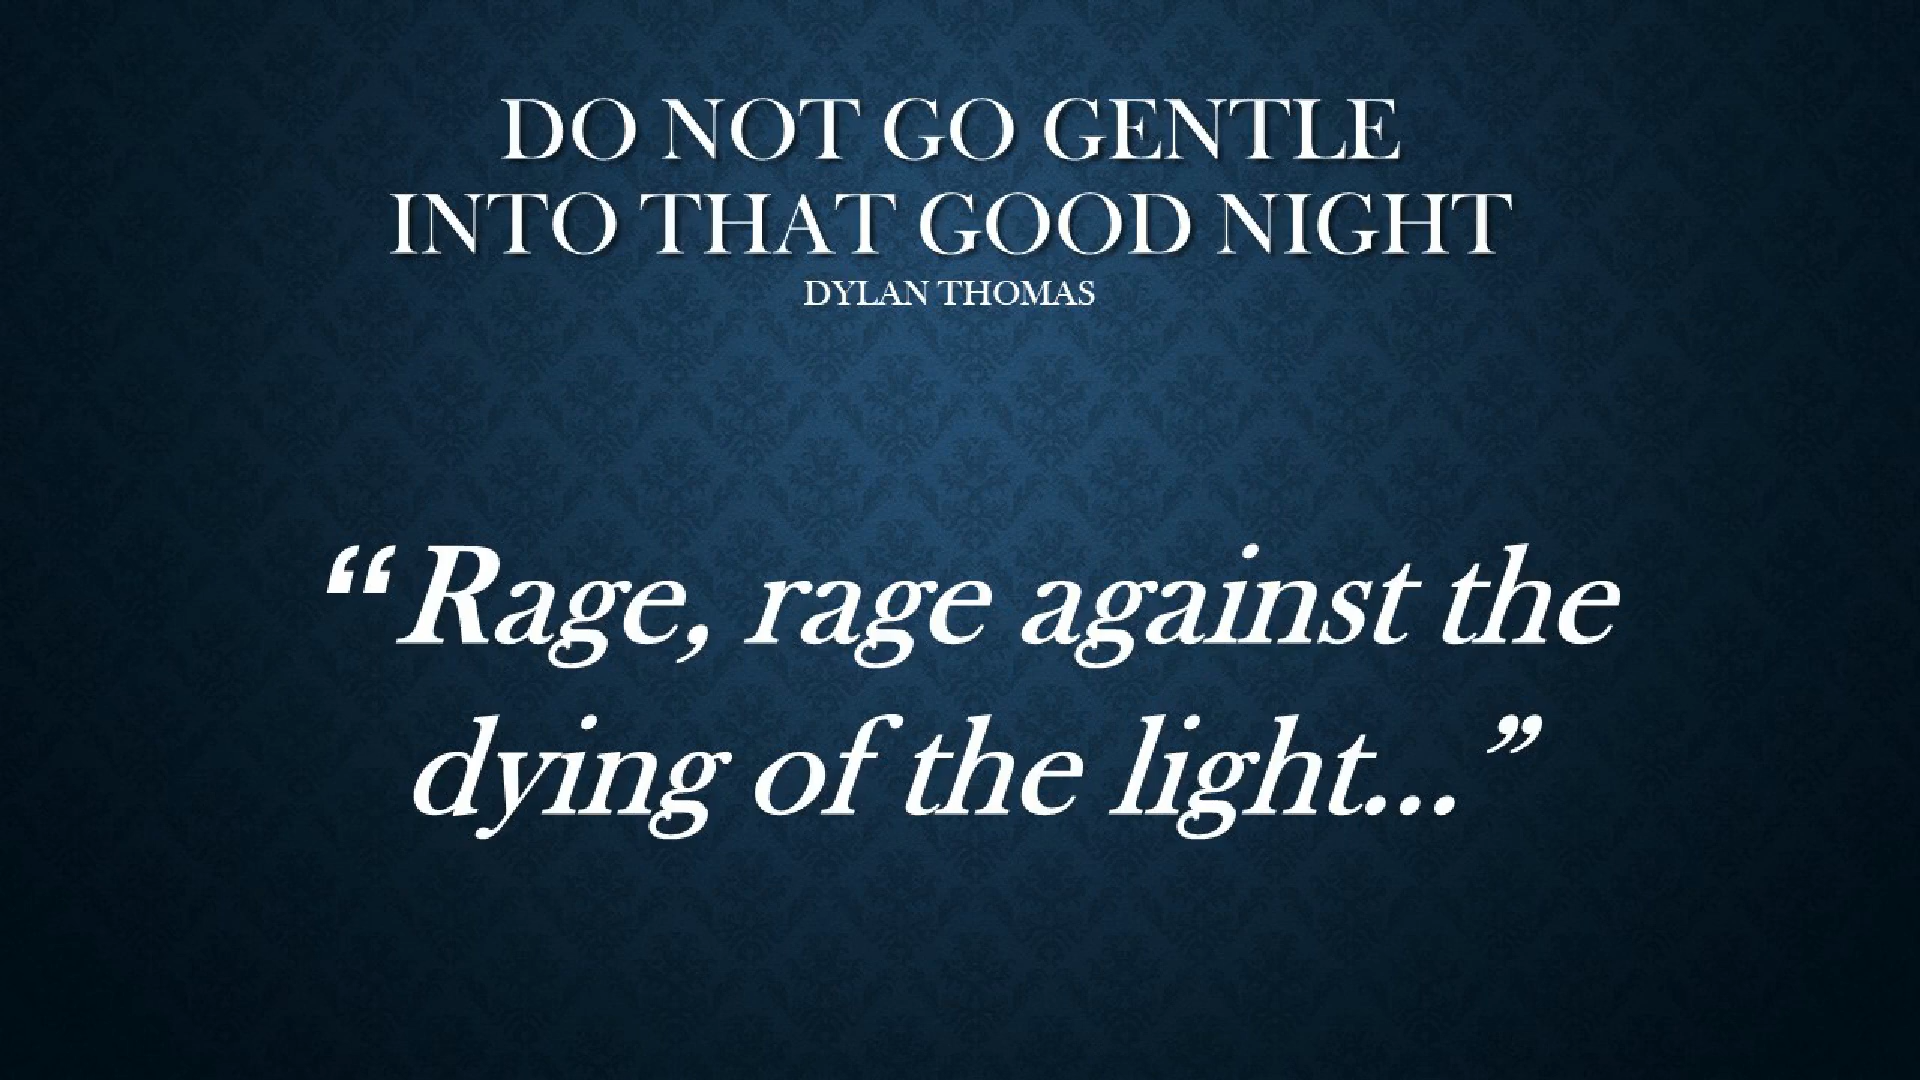 DO NOT GO GENTLE
INTO THAT GOOD NIGHT
DYLAN THOMAS
“Rage, rage against the
dying of the light...”